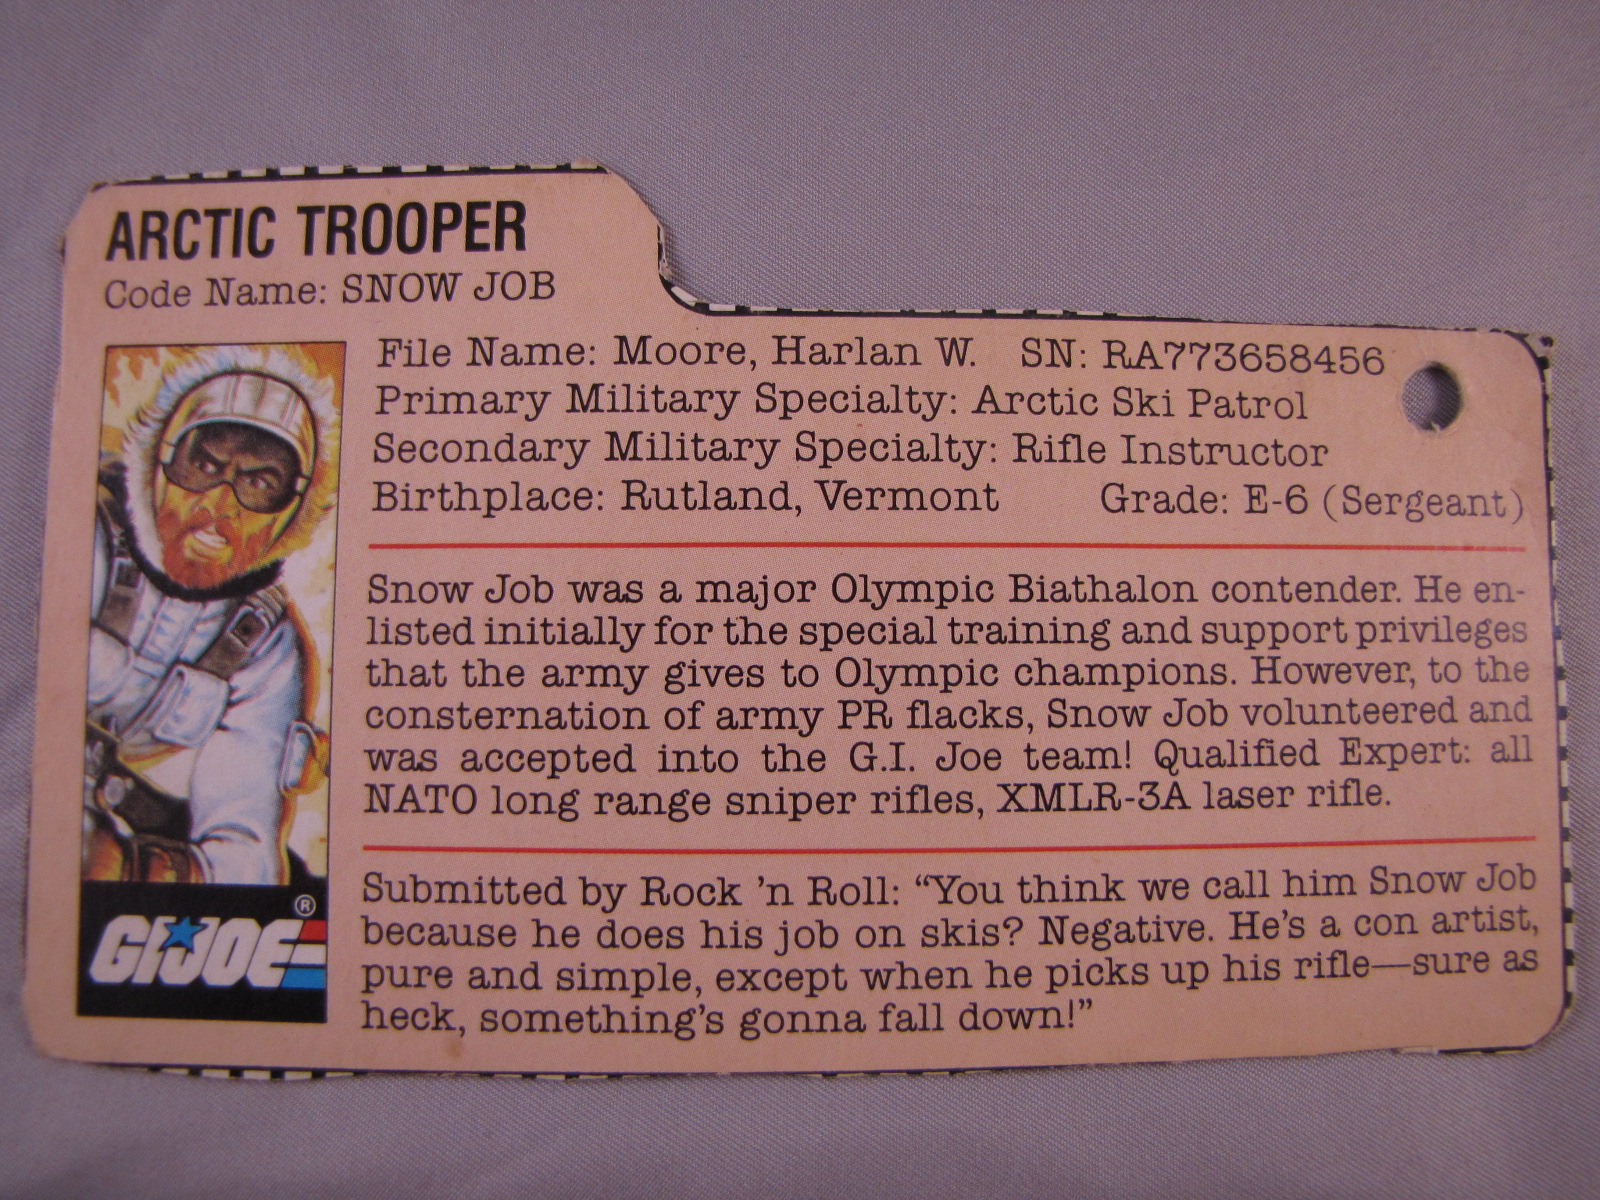 ARCTIC TROOPER
Code Name: SNOW JOB
File Name: Moore, Harlan W. SN: RA773658456
Primary Military Specialty: Arctic Ski Patrol
Secondary Military Specialty: Rifle Instructor
Birthplace: Rutland, Vermont Grade: E-6 (Sergeant)
Snow Job was a major Olympic Biathalon contender. He en-
listed initially for the special training and support privileges
that the army gives to Olympic champions. However, to the
consternation of army PR flacks, Snow Job volunteered and
was accepted into the G.I. Joe team! Qualified Expert: all
NATO long range sniper rifles, XMLR-3A laser rifle.
Submitted by Rock 'n Roll: “You think we call him Snow Job
because he does his job on skis? Negative. He's a con artist,
pure and simple, except when he picks up his rifle—sure as
heck, something's gonna fall down!”
GI JOE ®